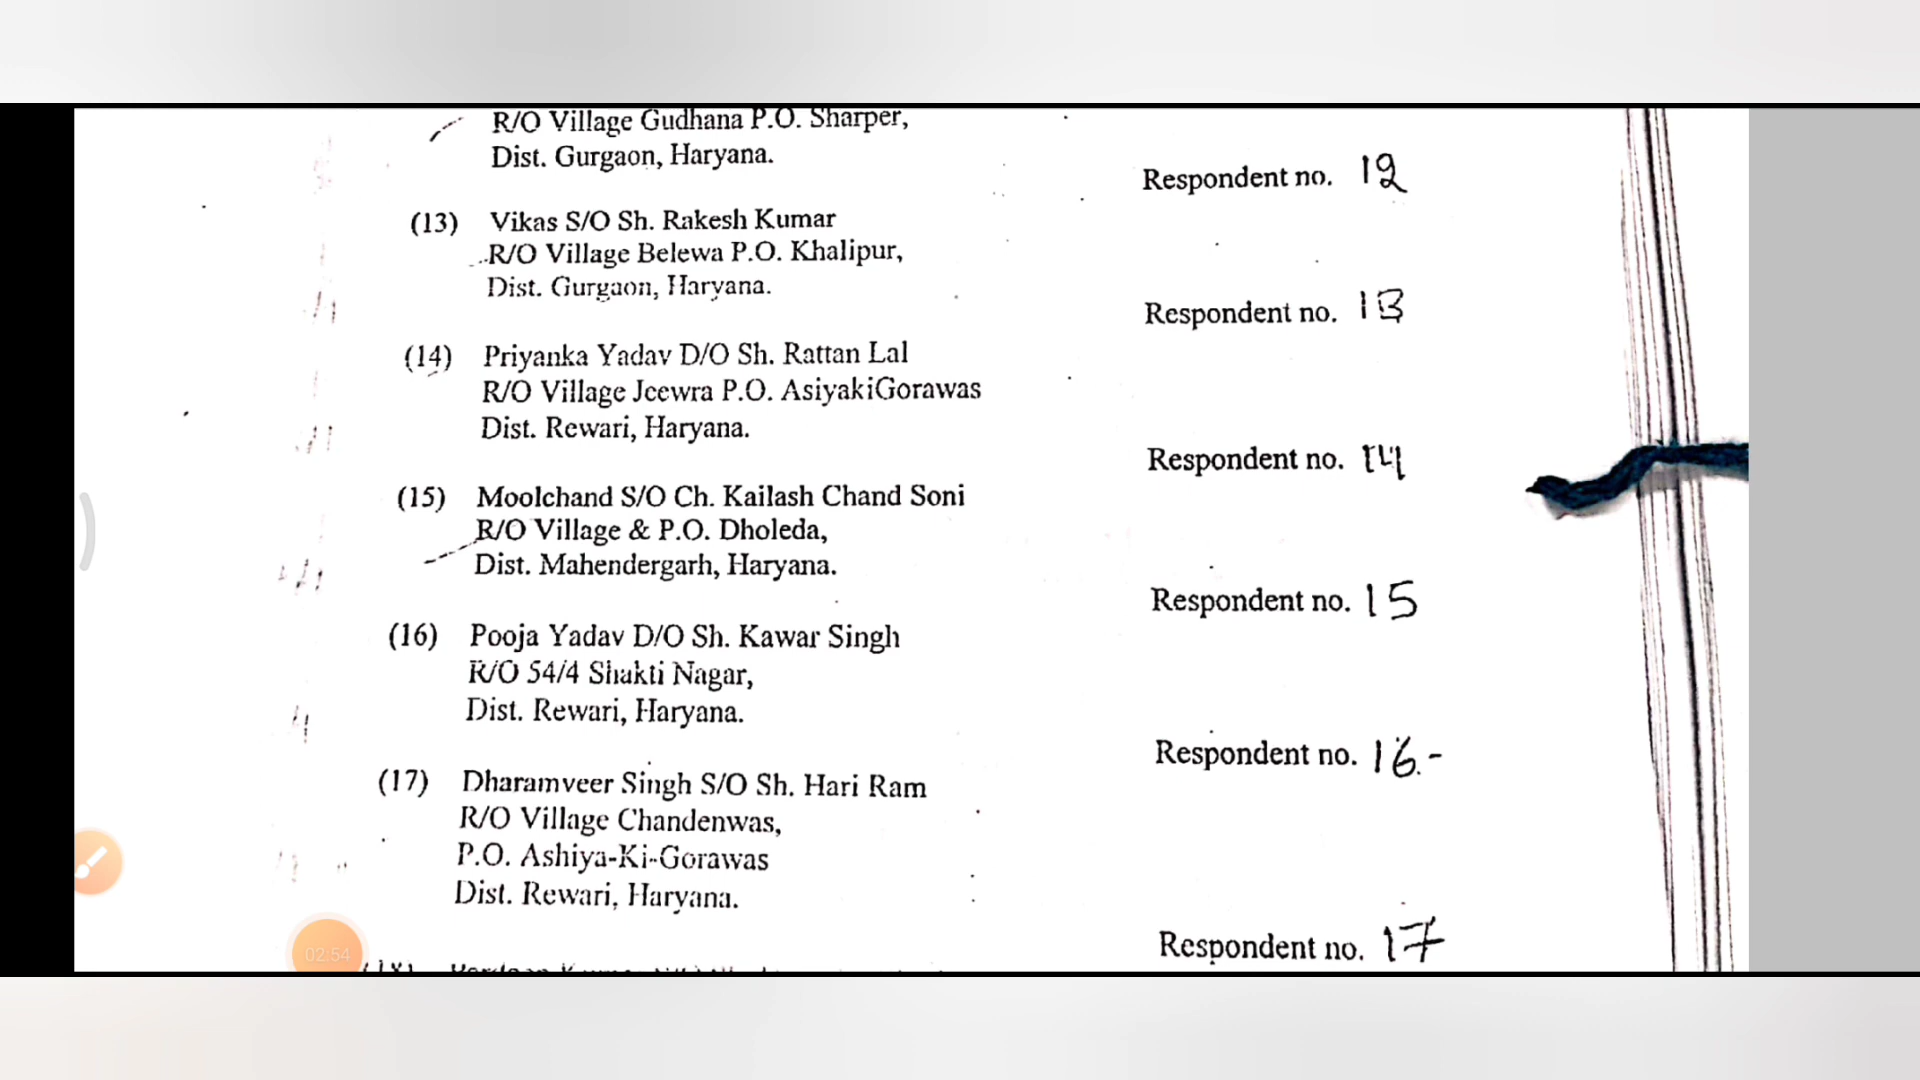 R/O Village Gudhana P.O. Sharper,
Dist. Gurgaon, Haryana.
Respondent no. 12
(13) Vikas S/O Sh. Rakesh Kumar
R/O Village Belewa P.O. Khalipur,
Dist. Gurgaon, Haryana.
Respondent no. 13
(14) Priyanka Yadav D/O Sh. Rattan Lal
R/O Village Jeewra P.O. AsiyakiGorawas
Dist. Rewari, Haryana.
Respondent no. 14
(15) Moolchand S/O Ch. Kailash Chand Soni
R/O Village & P.O. Dholeda,
Dist. Mahendergarh, Haryana.
Respondent no. 15
(16) Pooja Yadav D/O Sh. Kawar Singh
R/O 54/4 Shakti Nagar,
Dist. Rewari, Haryana.
Respondent no. 16.-
(17) Dharamveer Singh S/O Sh. Hari Ram
R/O Village Chandenwas,
P.O. Ashiya-Ki-Gorawas
Dist. Rewari, Haryana.
Respondent no. 17
02:54
(18)